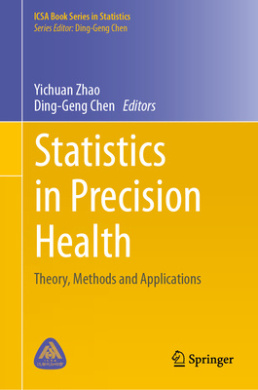 ICSA Book Series in Statistics
Series Editor: Ding-Geng Chen
Yichuan Zhao
Ding-Geng Chen Editors
Statistics
in Precision
Health
Theory, Methods and Applications
Springer